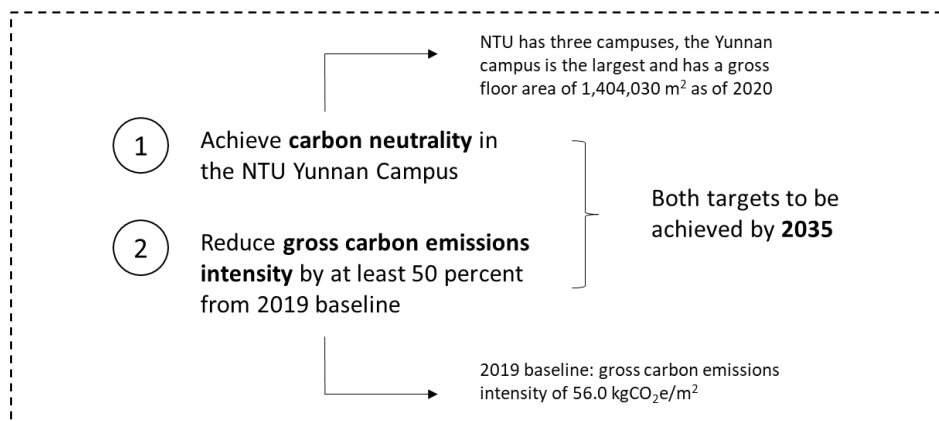 NTU has three campuses, the Yunnan
campus is the largest and has a gross
floor area of 1,404,030 m² as of 2020
1
Achieve carbon neutrality in
the NTU Yunnan Campus
2
Reduce gross carbon emissions
intensity by at least 50 percent
from 2019 baseline
Both targets to be
achieved by 2035
2019 baseline: gross carbon emissions
intensity of 56.0 kgCO₂e/m²